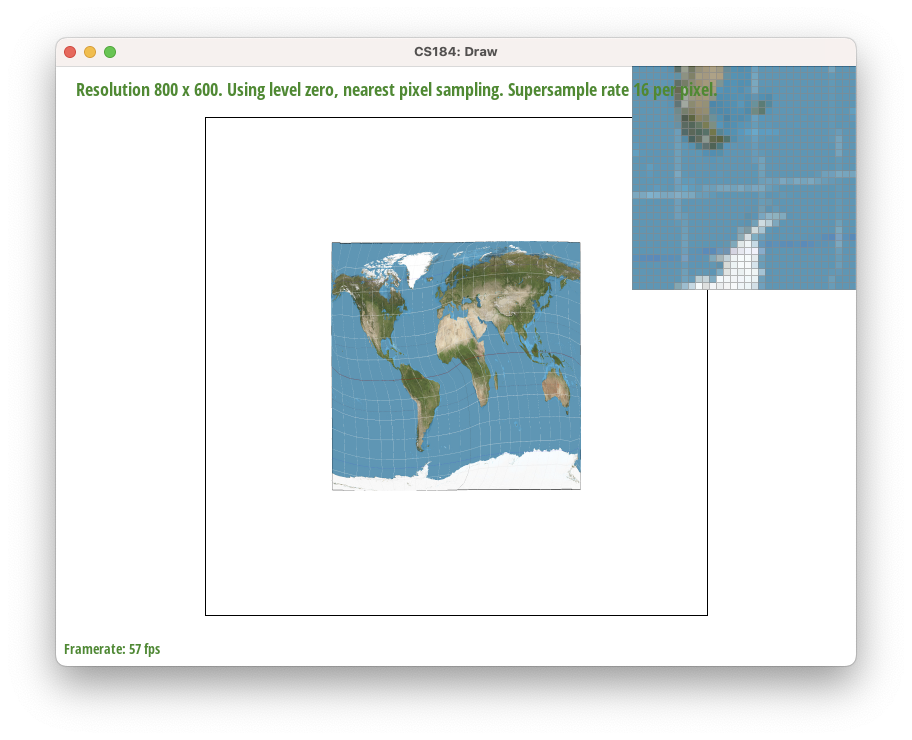 CS184: Draw
Resolution 800 x 600. Using level zero, nearest pixel sampling. Supersample rate 16 per pixel.
Framerate: 57 fps